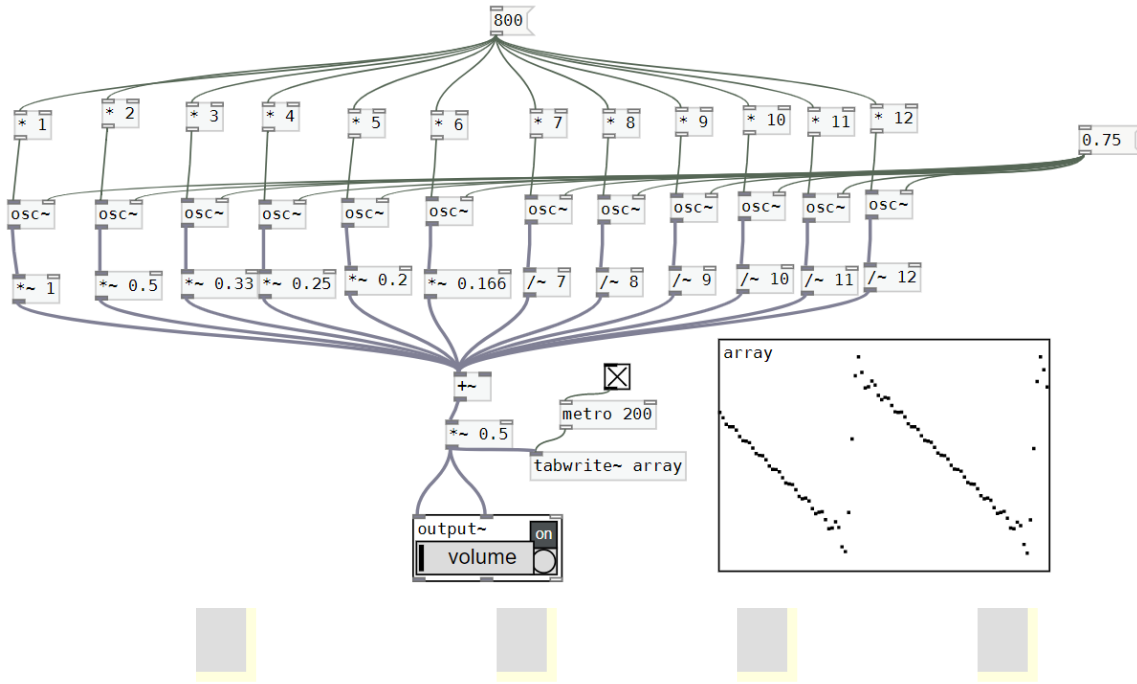 800
* 1
* 2
* 3
* 4
* 5
* 6
* 7
* 8
* 9
* 10
* 11
* 12
0.75
osc~
osc~
osc~
osc~
osc~
osc~
osc~
osc~
osc~
osc~
osc~
osc~
*~ 1
*~ 0.5
*~ 0.33
*~ 0.25
*~ 0.2
*~ 0.166
/~ 7
/~ 8
/~ 9
/~ 10
/~ 11
/~ 12
array
+~
metro 200
*~ 0.5
tabwrite~ array
output~
on
volume